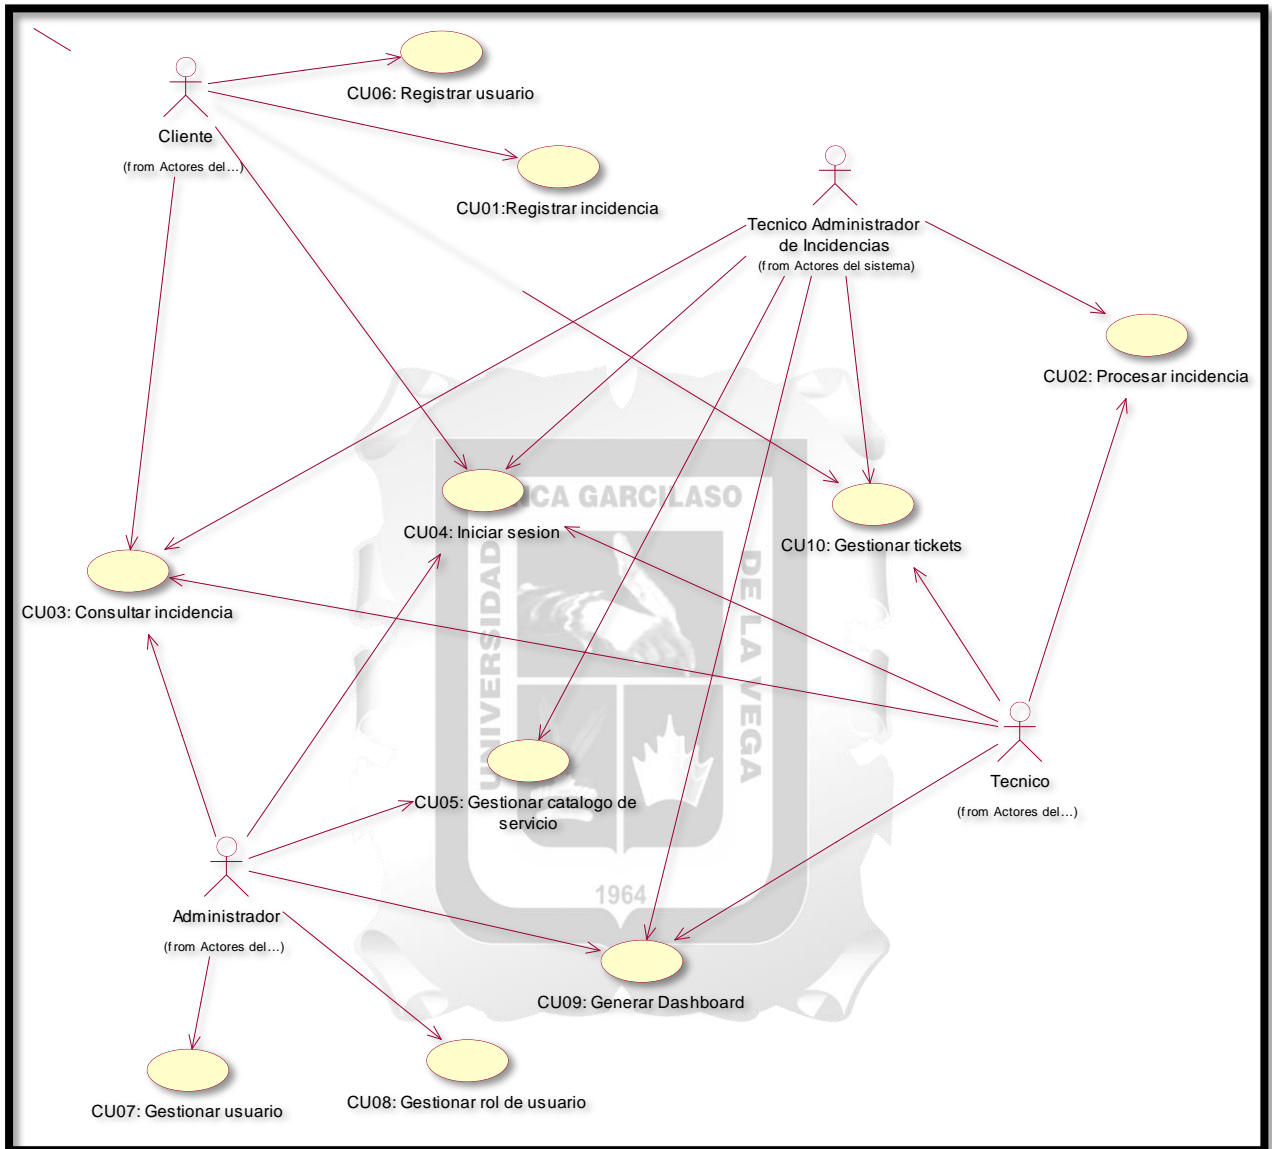 CU06: Registrar usuario
Cliente
(from Actores del...)
CU01:Registrar incidencia
Tecnico Administrador
de Incidencias
(from Actores del sistema)
CU02: Procesar incidencia
INCA GARCILASO
CU04: Iniciar sesion
CU10: Gestionar tickets
UNIVERSIDAD
DE LA VEGA
CU03: Consultar incidencia
Tecnico
(from Actores del...)
CU05: Gestionar catalogo de
servicio
1964
Administrador
(from Actores del...)
CU09: Generar Dashboard
CU07: Gestionar usuario
CU08: Gestionar rol de usuario